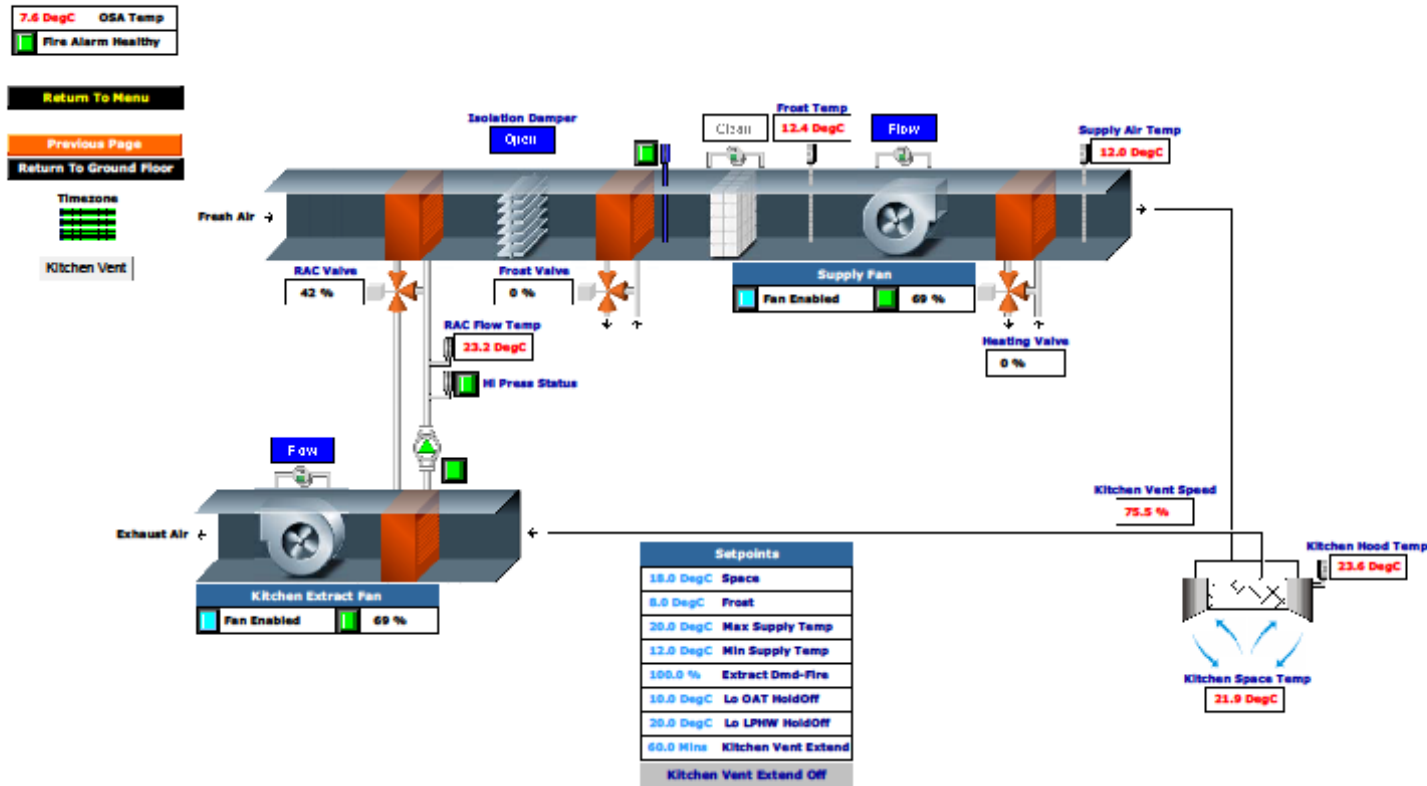 7.6 DegC OSA Temp
Fire Alarm Healthy
Return To Menu
Previous Page
Return To Ground Floor
Timezone
Kitchen Vent
Isolation Damper
Open
Clean
Frost Temp
12.4 DegC
Flow
Supply Air Temp
12.0 DegC
Fresh Air
RAC Valve
42 %
Frost Valve
0 %
Supply Fan
Fan Enabled 69 %
Heating Valve
0 %
RAC Flow Temp
23.2 DegC
Hi Press Status
Flow
Exhaust Air
Kitchen Extract Fan
Fan Enabled 69 %
Kitchen Vent Speed
75.5 %
Kitchen Hood Temp
23.6 DegC
Kitchen Space Temp
21.9 DegC
Setpoints
18.0 DegC Space
8.0 DegC Frost
20.0 DegC Max Supply Temp
12.0 DegC Min Supply Temp
100.0 % Extract Dmd-Fire
10.0 DegC Lo OAT HoldOff
20.0 DegC Lo LPHW HoldOff
60.0 Mins Kitchen Vent Extend
Kitchen Vent Extend Off